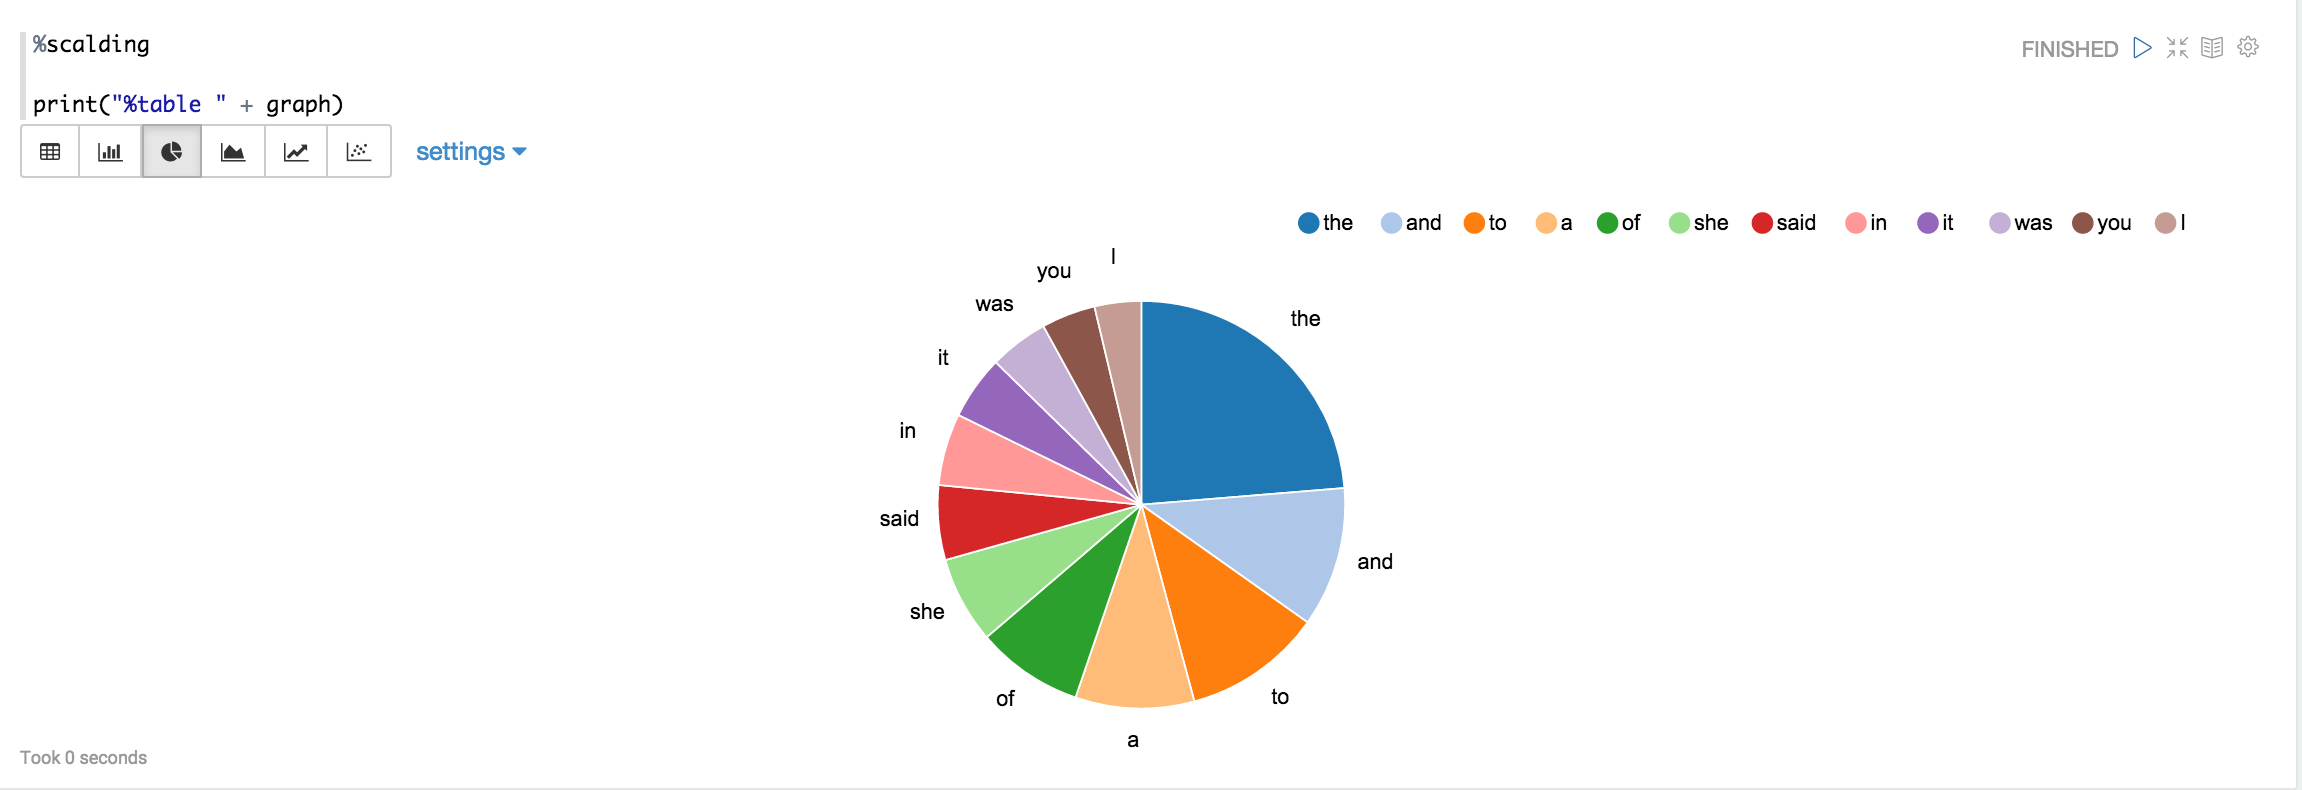 %scalding
FINISHED
print("%table " + graph)
settings
the and to a of she said in it was you I
I
you
was
the
it
in
said
and
she
to
of
a
Took 0 seconds